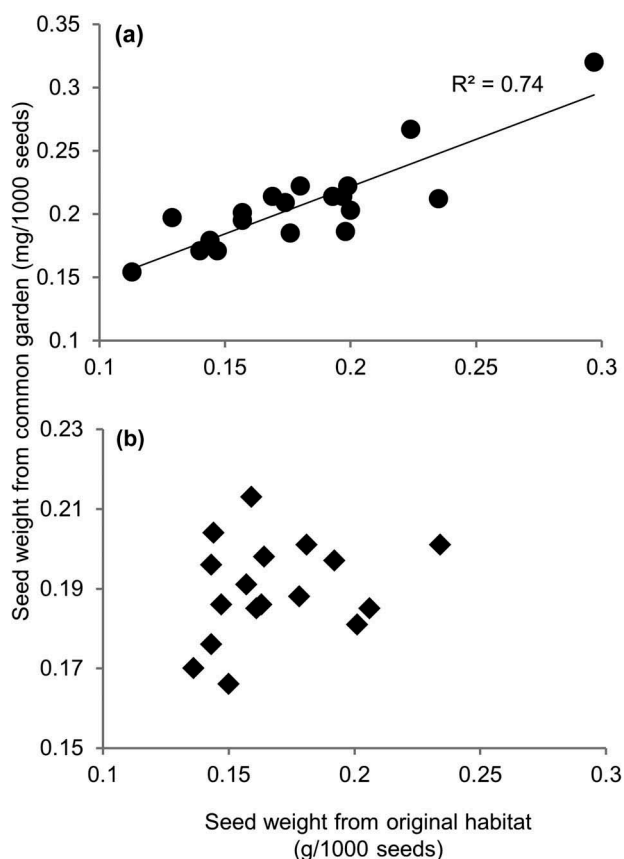 (a)
R² = 0.74
0.35
0.3
0.25
0.2
0.15
0.1
0.1 0.15 0.2 0.25 0.3
Seed weight from common garden (mg/1000 seeds)
(b)
0.23
0.21
0.19
0.17
0.15
0.1 0.15 0.2 0.25 0.3
Seed weight from original habitat
(g/1000 seeds)